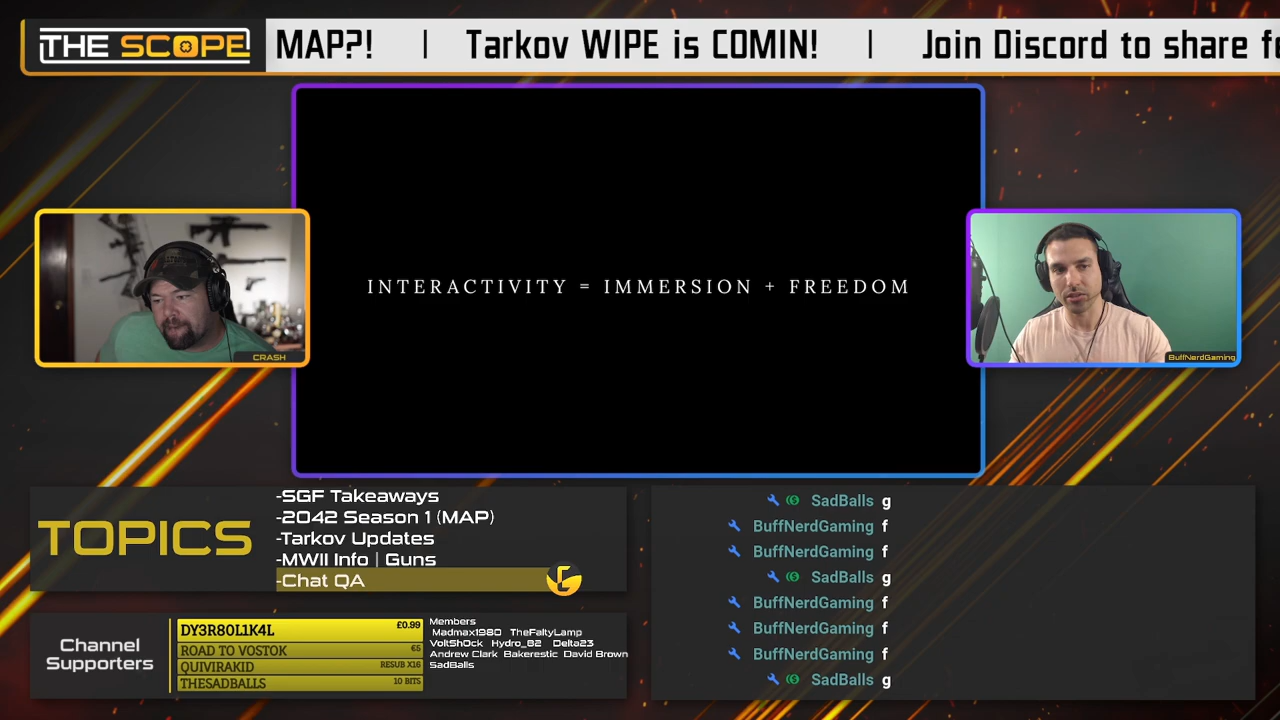 THE SCOPE
MAP?! | Tarkov WIPE is COMIN! | Join Discord to share fe
INTERACTIVITY = IMMERSION + FREEDOM
CRASH
BuffNerdGaming
TOPICS
-SGF Takeaways
-2042 Season 1 (MAP)
-Tarkov Updates
-MWII Info | Guns
-Chat QA
Channel
Supporters
DY3R80L1K4L £0.99
ROAD TO VOSTOK €5
QUIVIRAKID RESUB X16
THESADBALLS 10 BITS
Members
Madmax1980 TheFaltyLamp
VoltSh0ck Hydro_82 Delta23
Andrew Clark Bakerestic David Brown
SadBalls
SadBalls g
BuffNerdGaming f
BuffNerdGaming f
SadBalls g
BuffNerdGaming f
BuffNerdGaming f
BuffNerdGaming f
SadBalls g